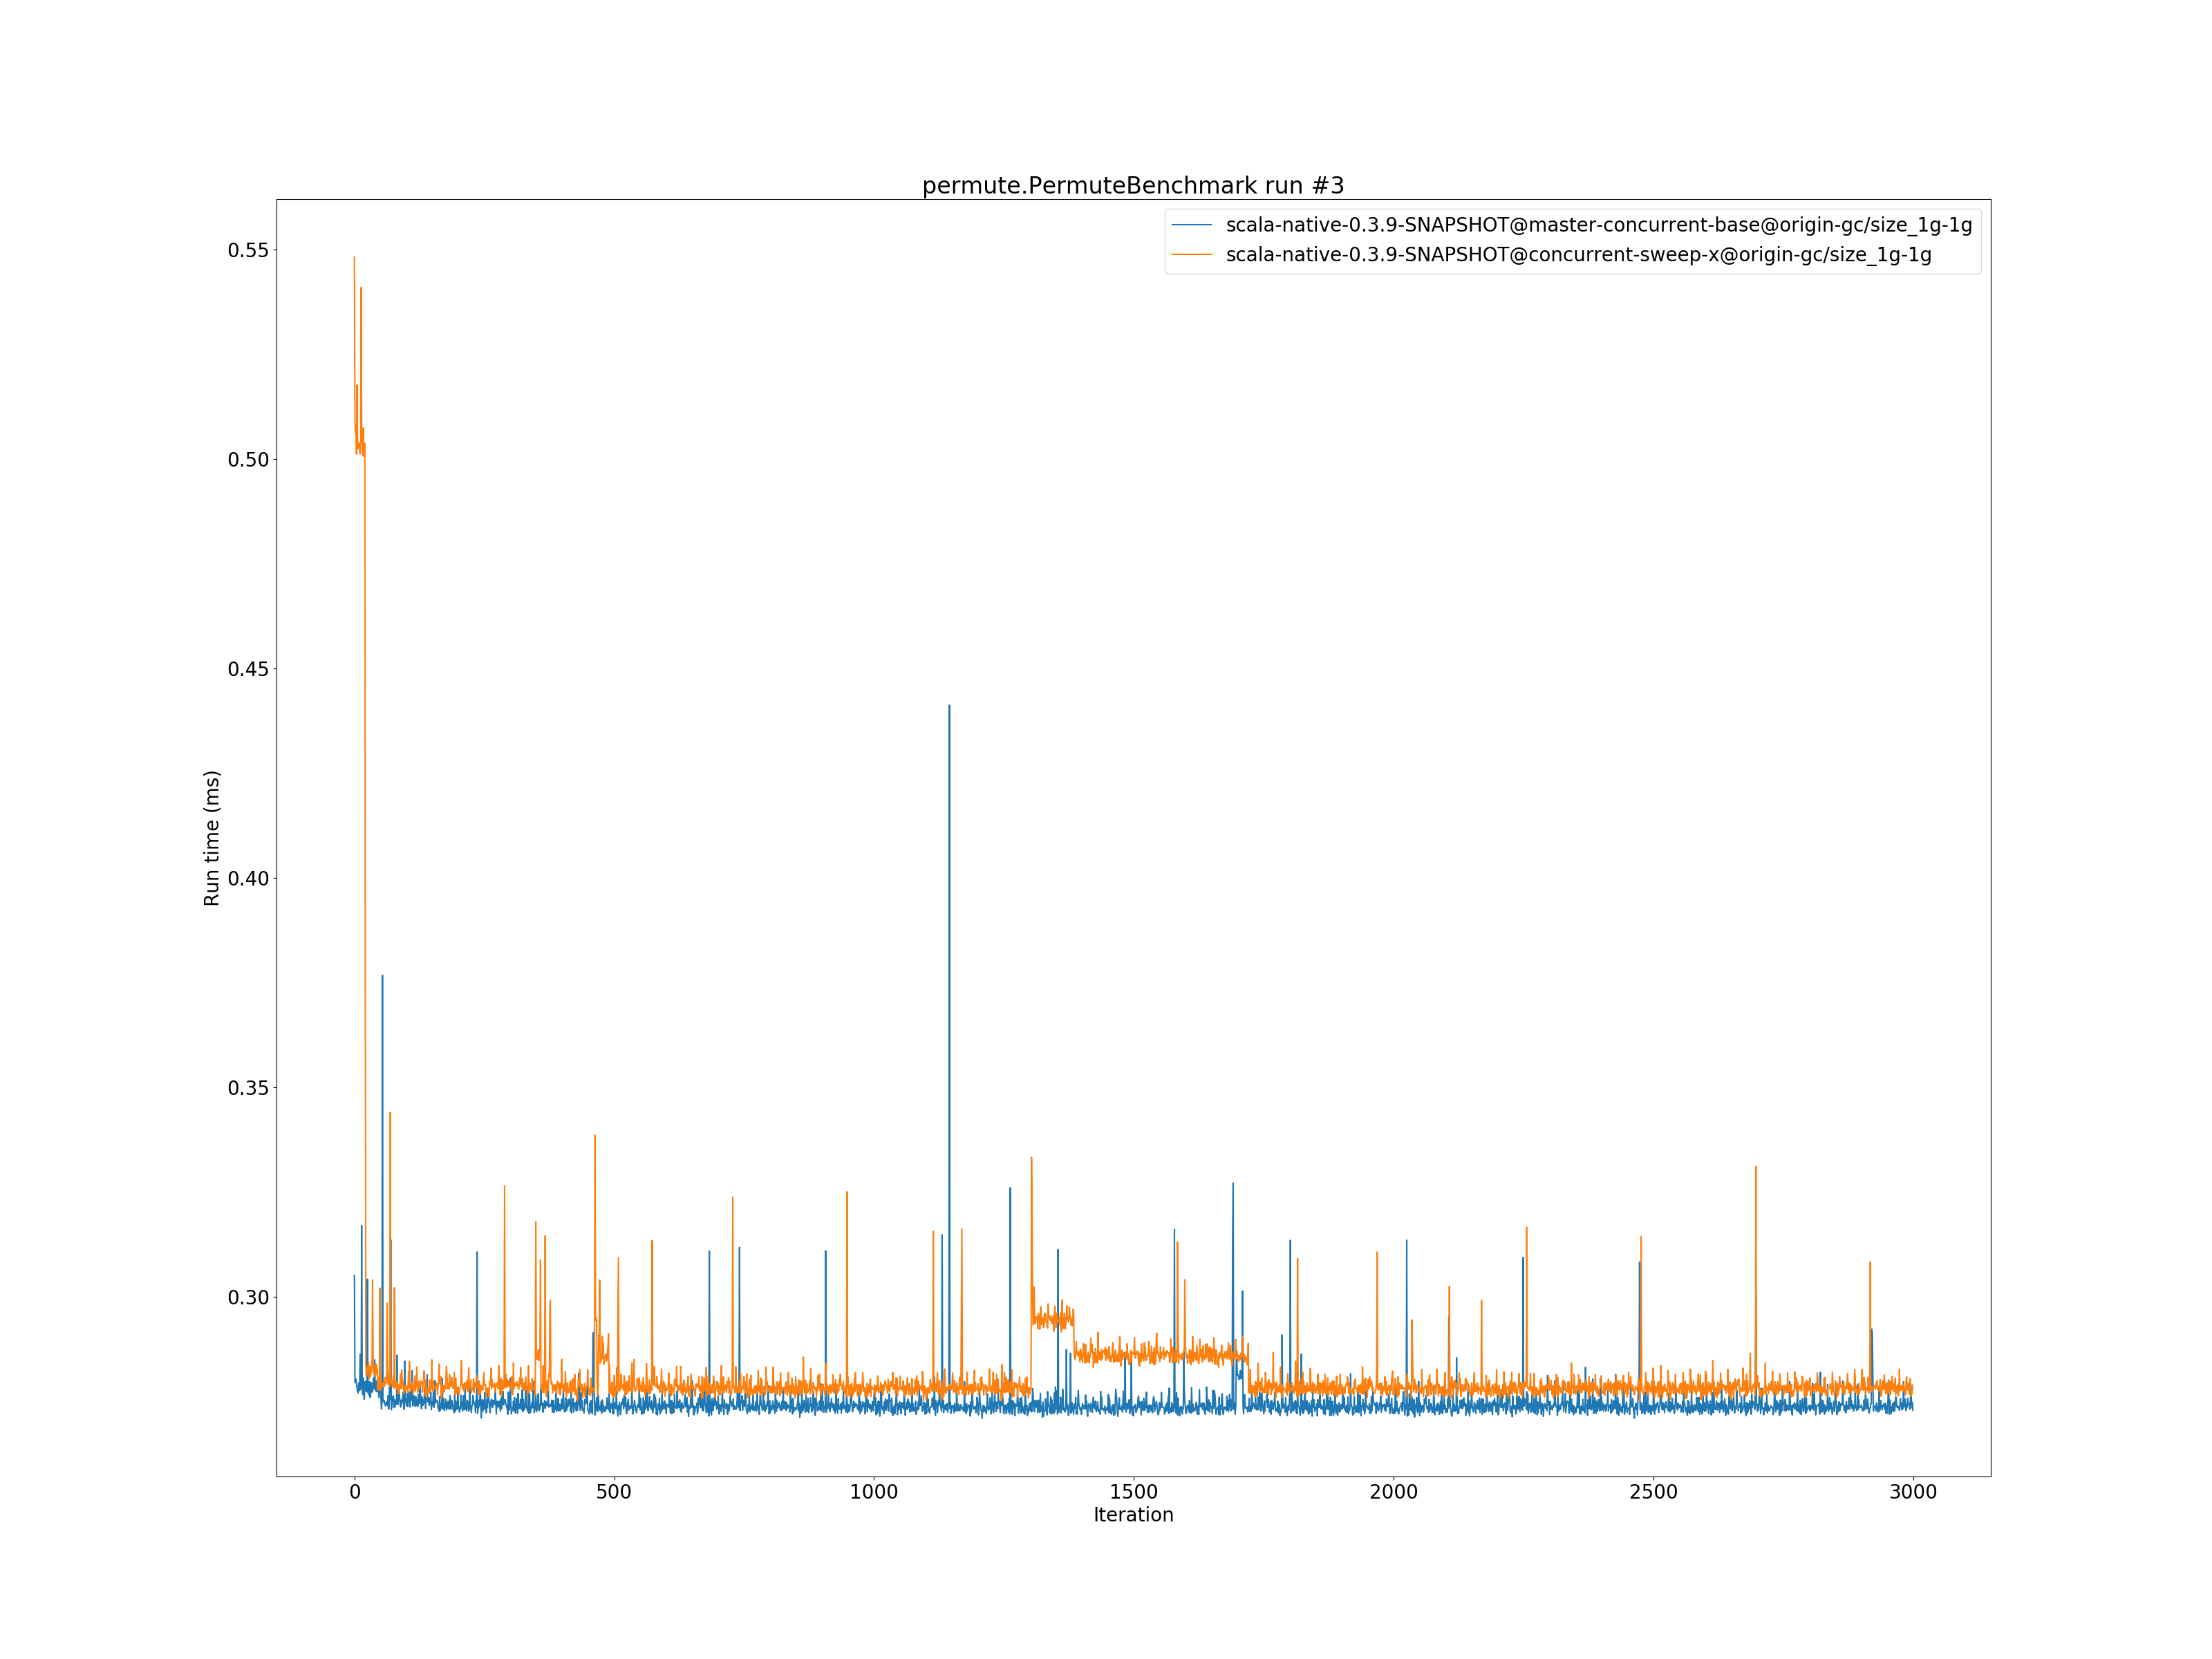 permute.PermuteBenchmark run #3
scala-native-0.3.9-SNAPSHOT@master-concurrent-base@origin-gc/size_1g-1g
scala-native-0.3.9-SNAPSHOT@concurrent-sweep-x@origin-gc/size_1g-1g
0.55
0.50
0.45
0.40
0.35
0.30
Run time (ms)
0 500 1000 1500 2000 2500 3000
Iteration